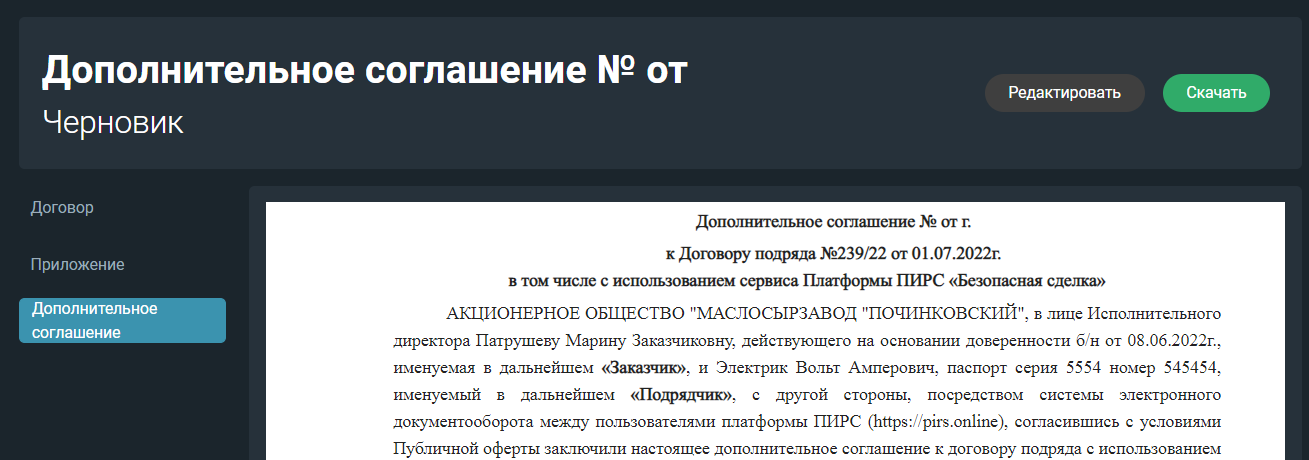 Дополнительное соглашение № от
Черновик
Редактировать
Скачать
Договор
Приложение
Дополнительное
соглашение
Дополнительное соглашение № от г.
к Договору подряда №239/22 от 01.07.2022г.
в том числе с использованием сервиса Платформы ПИРС «Безопасная сделка»
АКЦИОНЕРНОЕ ОБЩЕСТВО "МАСЛОСЫРЗАВОД "ПОЧИНКОВСКИЙ", в лице Исполнительного
директора Патрушеву Марину Заказчиковну, действующего на основании доверенности б/н от 08.06.2022г.,
именуемая в дальнейшем «Заказчик», и Электрик Вольт Амперович, паспорт серия 5554 номер 545454,
именуемый в дальнейшем «Подрядчик», с другой стороны, посредством системы электронного
документооборота между пользователями платформы ПИРС (https://pirs.online), согласившись с условиями
Публичной оферты заключили настоящее дополнительное соглашение к договору подряда с использованием